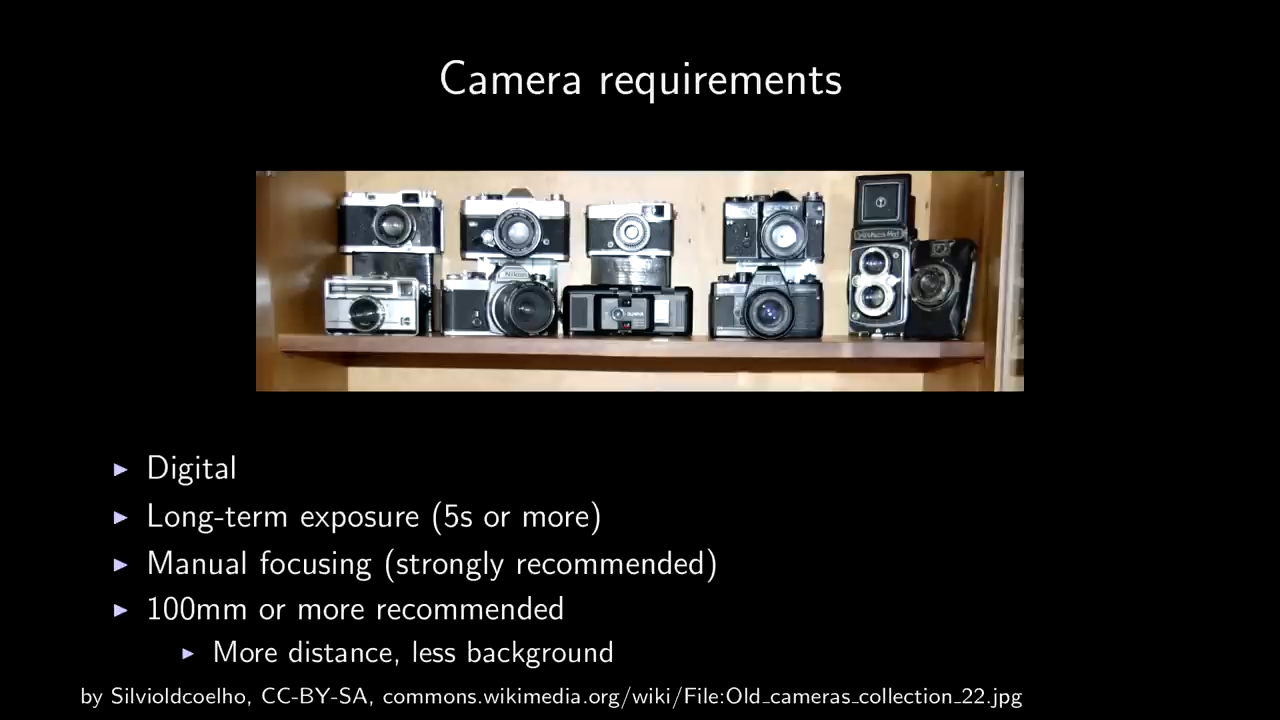 Camera requirements
Nikon
▶ Digital
▶ Long-term exposure (5s or more)
▶ Manual focusing (strongly recommended)
▶ 100mm or more recommended
▶ More distance, less background
by Silvioldcoelho, CC-BY-SA, commons.wikimedia.org/wiki/File:Old_cameras_collection_22.jpg